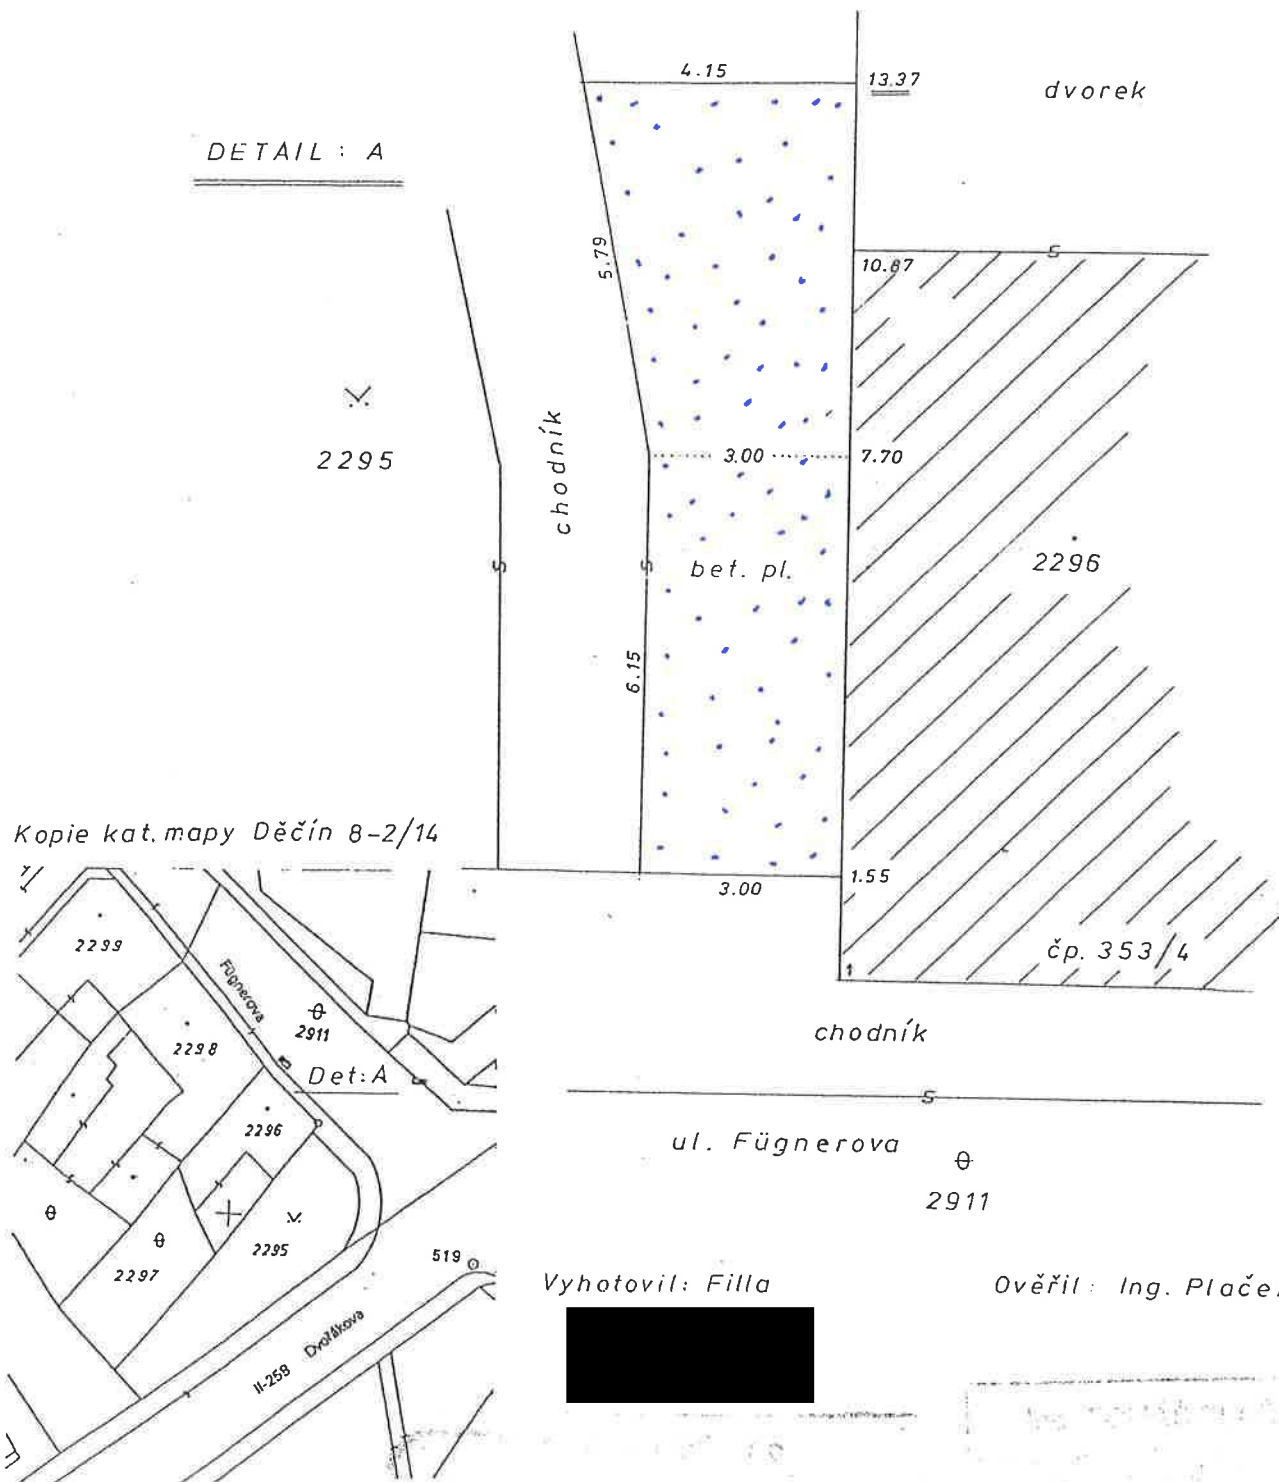 4.15
13.37
dvorek
DETAIL : A
5.79
10.87
2295
chodník
3.00
7.70
bet. pl.
2296
6.15
Kopie kat. mapy Děčín 8-2/14
3.00
1.55
čp. 353/4
1
chodník
ul. Fügnerova
2911
2299
Fügnerova
2911
2298
Det:A
2296
2295
2297
519
Dvořákova
II-258
Vyhotovil: Filla
Ověřil: Ing.